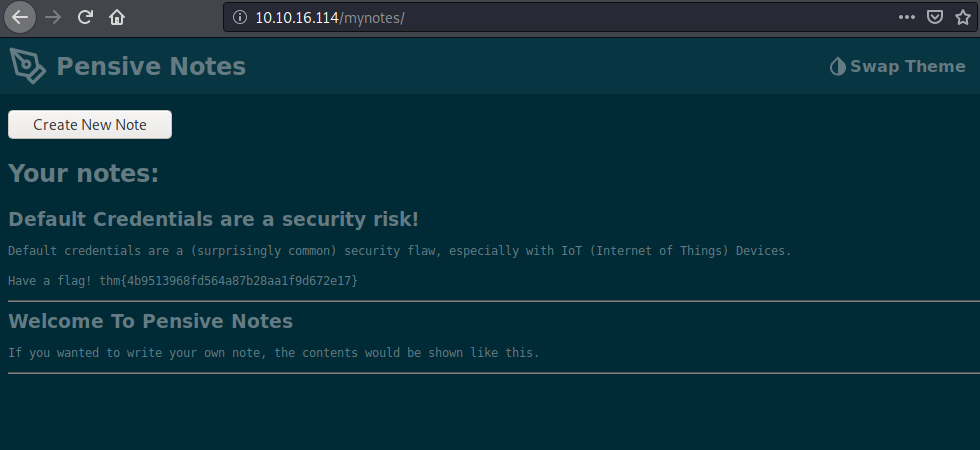 10.10.16.114/mynotes/
Pensive Notes
Swap Theme
Create New Note
Your notes:
Default Credentials are a security risk!
Default credentials are a (surprisingly common) security flaw, especially with IoT (Internet of Things) Devices.
Have a flag! thm{4b9513968fd564a87b28aa1f9d672e17}
Welcome To Pensive Notes
If you wanted to write your own note, the contents would be shown like this.